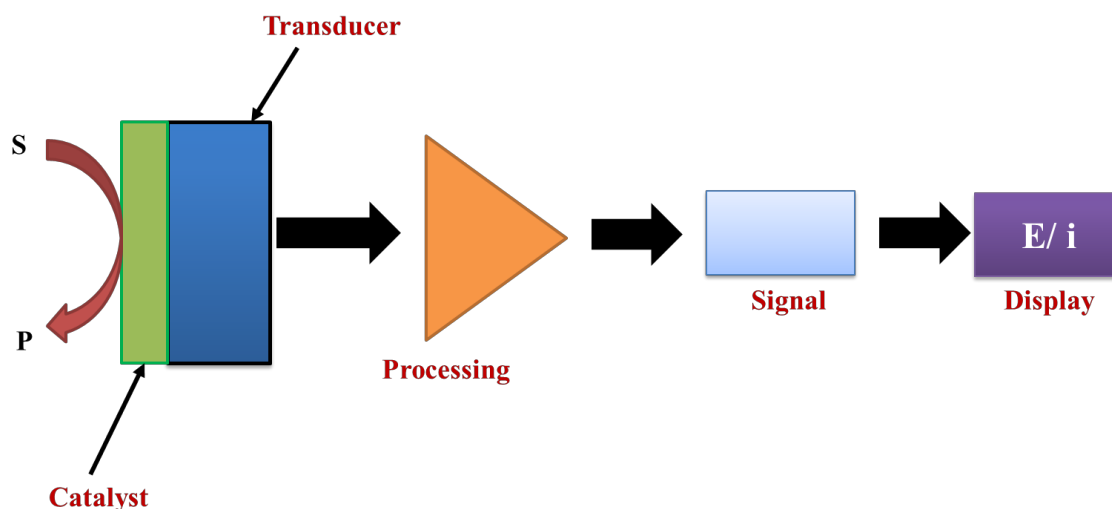 Transducer
S
P
Catalyst
Processing
Signal
E/ i
Display